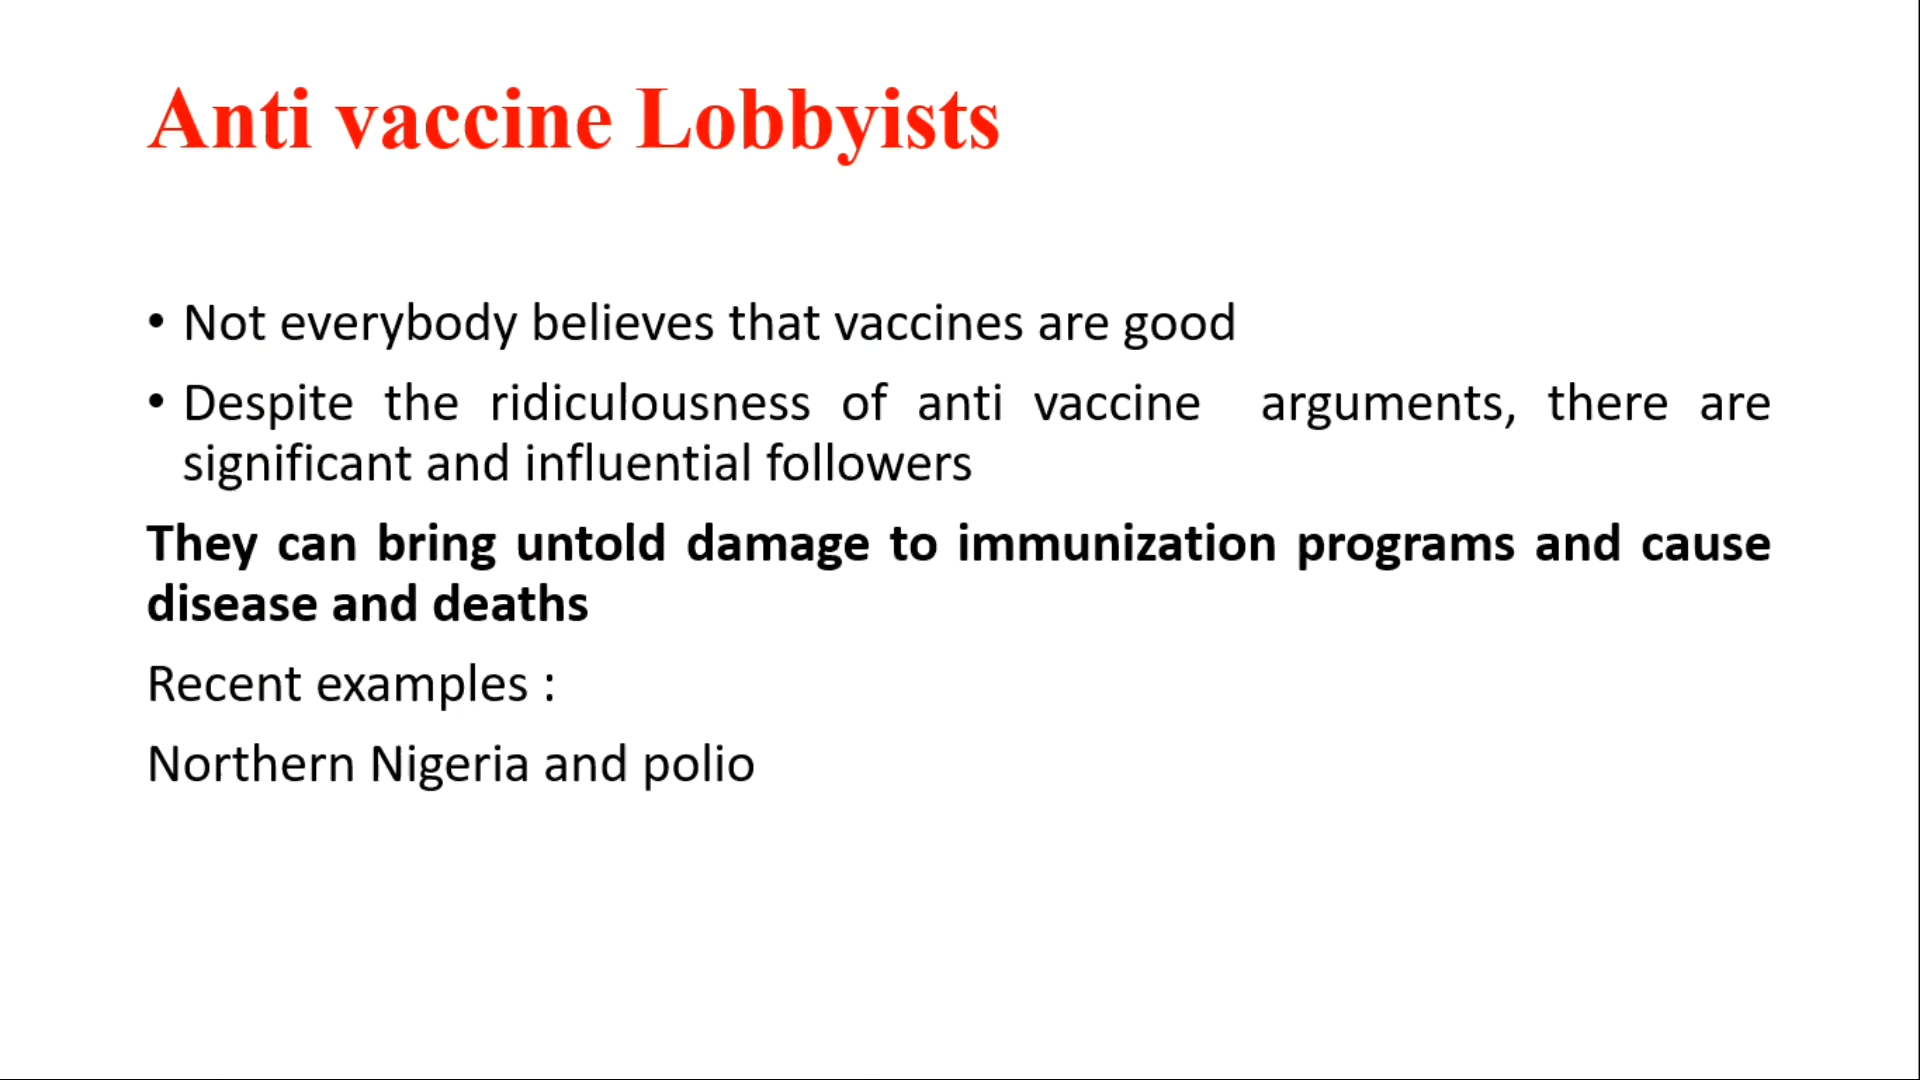 Anti vaccine Lobbyists
• Not everybody believes that vaccines are good
• Despite the ridiculousness of anti vaccine arguments, there are
significant and influential followers
They can bring untold damage to immunization programs and cause
disease and deaths
Recent examples :
Northern Nigeria and polio